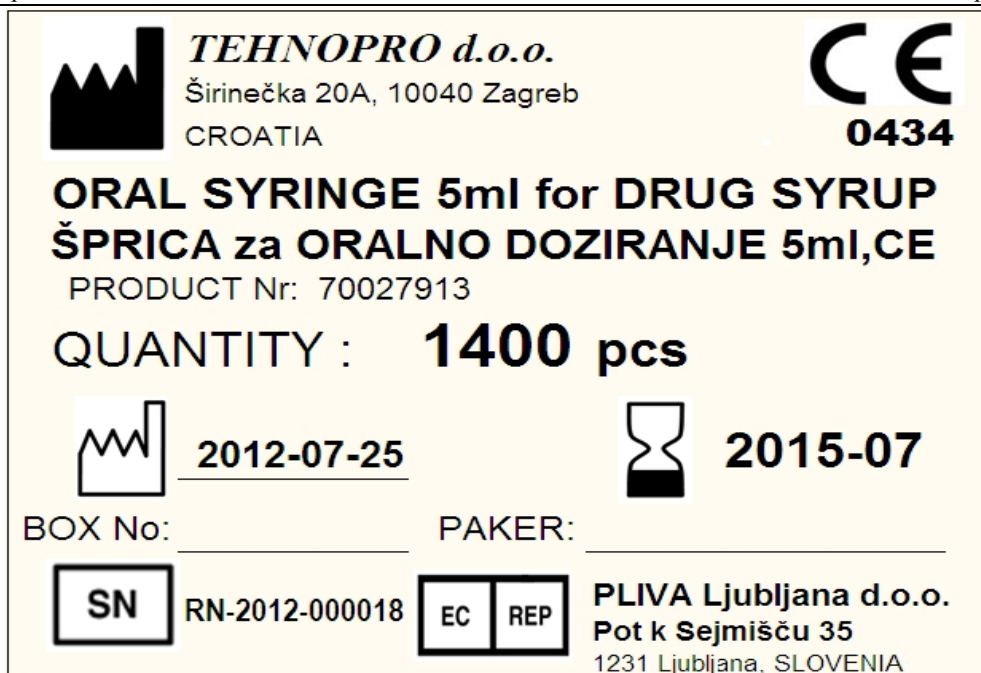 TEHNOPRO d.o.o.
Širinečka 20A, 10040 Zagreb
CROATIA
CE
0434
ORAL SYRINGE 5ml for DRUG SYRUP
ŠPRICA za ORALNO DOZIRANJE 5ml,CE
PRODUCT Nr: 70027913
QUANTITY : 1400 pcs
2012-07-25
2015-07
BOX No:
PAKER:
SN RN-2012-000018
EC REP
PLIVA Ljubljana d.o.o.
Pot k Sejmišču 35
1231 Ljubljana, SLOVENIA